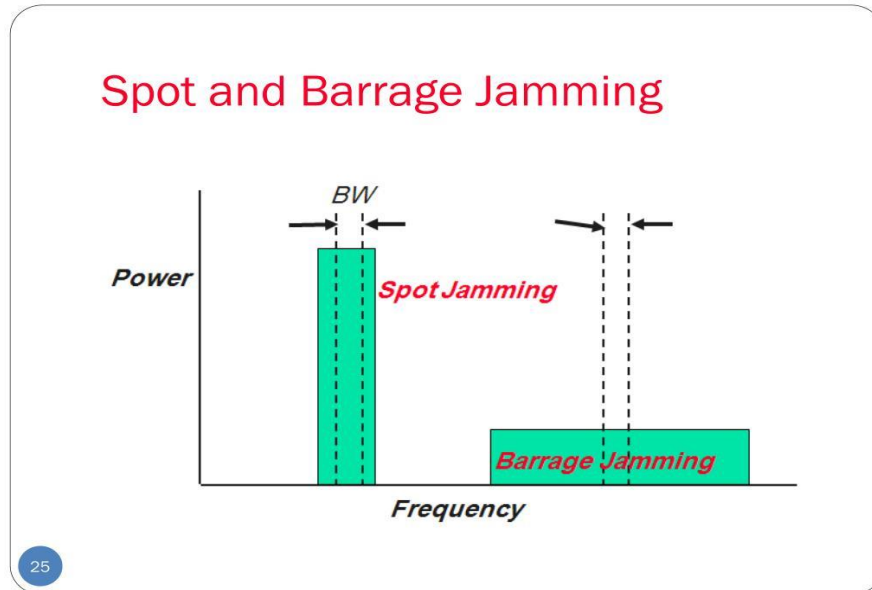 Spot and Barrage Jamming
BW
Power
Spot Jamming
Barrage Jamming
Frequency
25